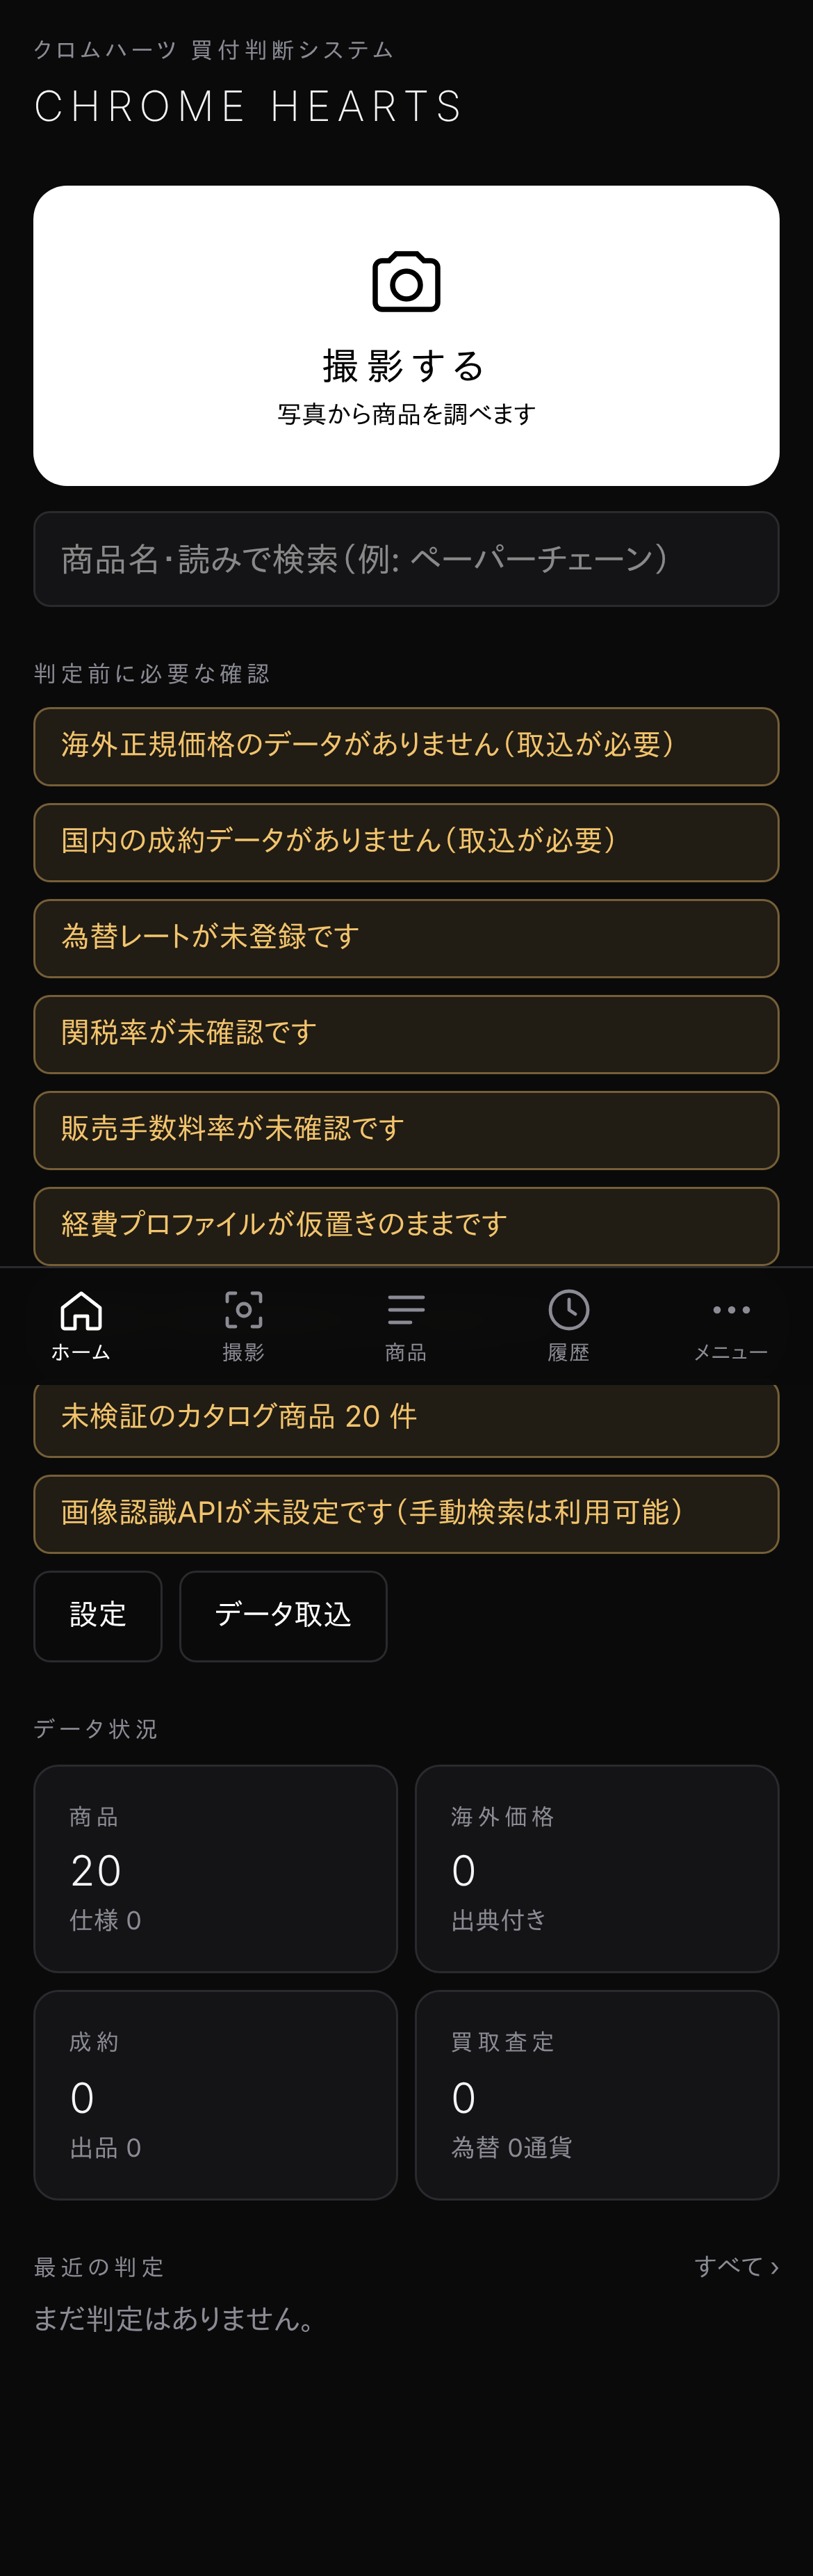 クロムハーツ 買付判断システム
CHROME HEARTS
撮影する
写真から商品を調べます
商品名・読みで検索（例: ペーパーチェーン）
判定前に必要な確認
海外正規価格のデータがありません（取込が必要）
国内の成約データがありません（取込が必要）
為替レートが未登録です
関税率が未確認です
販売手数料率が未確認です
経費プロファイルが仮置きのままです
ホーム
撮影
商品
履歴
メニュー
未検証のカタログ商品 20 件
画像認識APIが未設定です（手動検索は利用可能）
設定
データ取込
データ状況
商品
20
仕様 0
海外価格
0
出典付き
成約
0
出品 0
買取査定
0
為替 0通貨
最近の判定
すべて ›
まだ判定はありません。